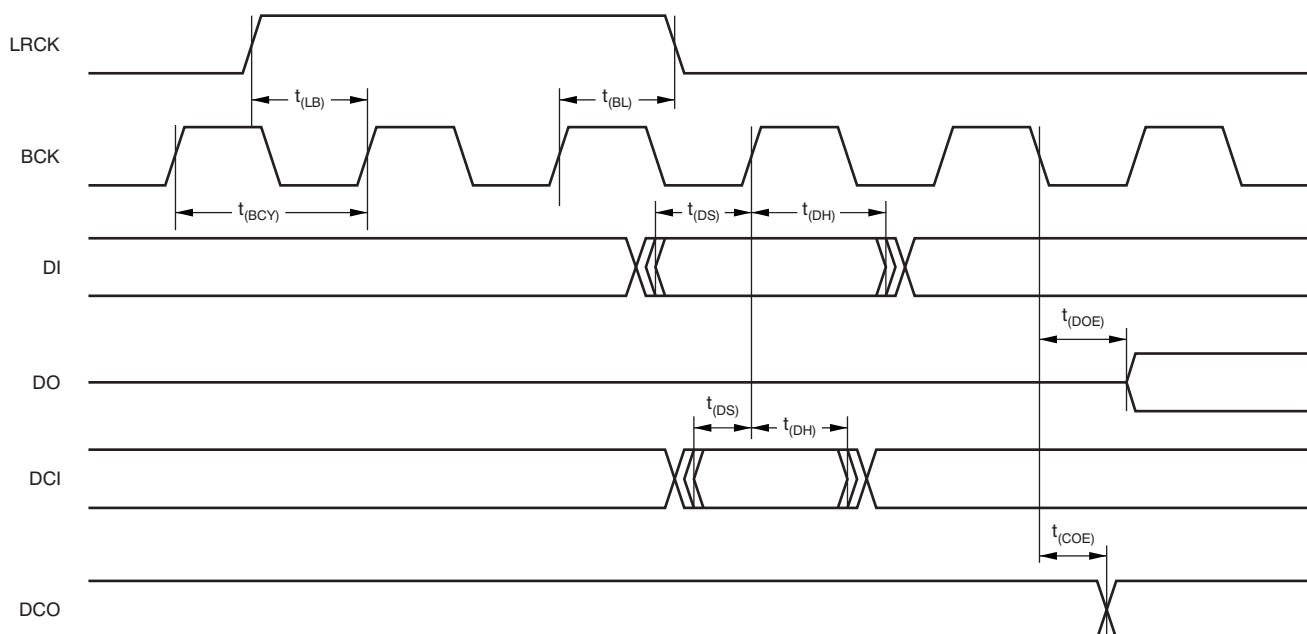 LRCK
t(LB)
t(BL)
BCK
t(BCY)
t(DS)
t(DH)
DI
t(DOE)
DO
t(DS)
t(DH)
DCI
t(COE)
DCO